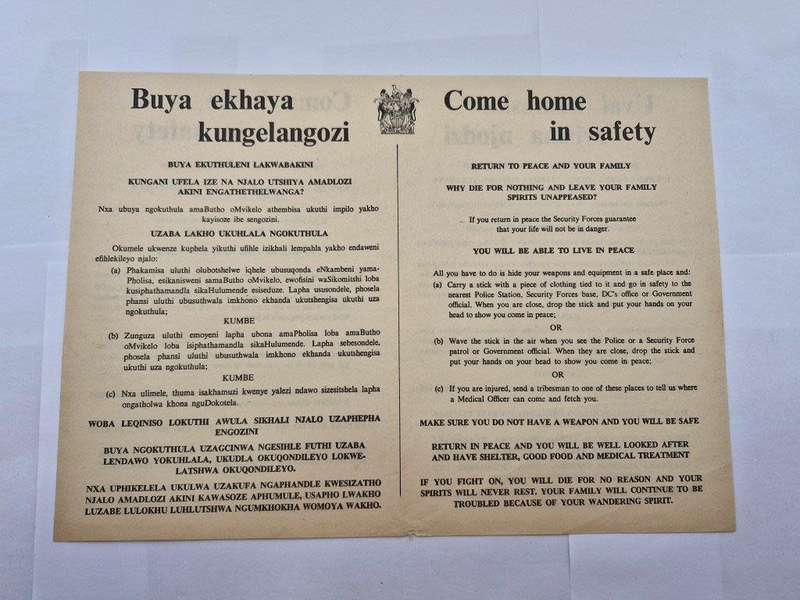 Buya ekhaya
kungelangozi
BUYA EKUTHULENI LAKWABAKINI
KUNGANI UFELA IZE NA NJALO UTSHIYA AMADLOZI
AKINI ENGATHETHELWANGA?
Nxa ubuya ngokuthula amaButho oMvikelo athembisa ukuthi impilo yakho
kayisoze ibe sengozini.
UZABA LAKHO UKUHLALA NGOKUTHULA
Okumele ukwenze kuphela yikuthi ufihle izikhali lempahla yakho endaweni
efihlekileyo njalo:
(a) Phakamisa uluthi olubotshelwe iqhele ubusuqonda eNkambeni yama-
Pholisa, esikanisweni samaButho oMvikelo, ewofisini waSikomitshi loba
kusiphathamandla sikaHulumende esiseduze. Lapha ususondele, phosela
phansi uluthi ubusuthwala imkhono ekhanda ukutshengisa ukuthi uza
ngokuthula;
KUMBE
(b) Zunguza uluthi emoyeni lapha ubona amaPholisa loba amaButho
oMvikelo loba isiphathamandla sikaHulumende. Lapha sebesondele,
phosela phansi uluthi ubusuthwala imkhono ekhanda ukutshengisa
ukuthi uza ngokuthula;
KUMBE
(c) Nxa ulimele, thuma isakhamuzi kwenye yalezi ndawo sizesitshela lapha
ongatholwa khona nguDokotela.
WOBA LEQINISO LOKUTHI AWULA SIKHALI NJALO UZAPHEPHA
ENGOZINI
BUYA NGOKUTHULA UZAGCINWA NGESIHLE FUTHI UZABA
LENDAWO YOKUHLALA, UKUDLA OKUQONDILEYO LOKWE-
LATSHWA OKUQONDILEYO.
NXA UPHIKELELA UKULWA UZAKUFA NGAPHANDLE KWESIZATHO
NJALO AMADLOZI AKINI KAWASOZE APHUMULE, USAPHO LWAKHO
LUZABE LULOKHU LUHLUTSHWA NGUMKHOKHA WOMOYA WAKHO.
Come home
in safety
RETURN TO PEACE AND YOUR FAMILY
WHY DIE FOR NOTHING AND LEAVE YOUR FAMILY
SPIRITS UNAPPEASED?
If you return in peace the Security Forces guarantee
that your life will not be in danger.
YOU WILL BE ABLE TO LIVE IN PEACE
All you have to do is hide your weapons and equipment in a safe place and:
(a) Carry a stick with a piece of clothing tied to it and go in safety to the
nearest Police Station, Security Forces base, DC's office or Government
official. When you are close, drop the stick and put your hands on your
head to show you come in peace;
OR
(b) Wave the stick in the air when you see the Police or a Security Force
patrol or Government official. When they are close, drop the stick and
put your hands on your head to show you come in peace;
OR
(c) If you are injured, send a tribesman to one of these places to tell us where
a Medical Officer can come and fetch you.
MAKE SURE YOU DO NOT HAVE A WEAPON AND YOU WILL BE SAFE
RETURN IN PEACE AND YOU WILL BE WELL LOOKED AFTER
AND HAVE SHELTER, GOOD FOOD AND MEDICAL TREATMENT
IF YOU FIGHT ON, YOU WILL DIE FOR NO REASON AND YOUR
SPIRITS WILL NEVER REST. YOUR FAMILY WILL CONTINUE TO BE
TROUBLED BECAUSE OF YOUR WANDERING SPIRIT.